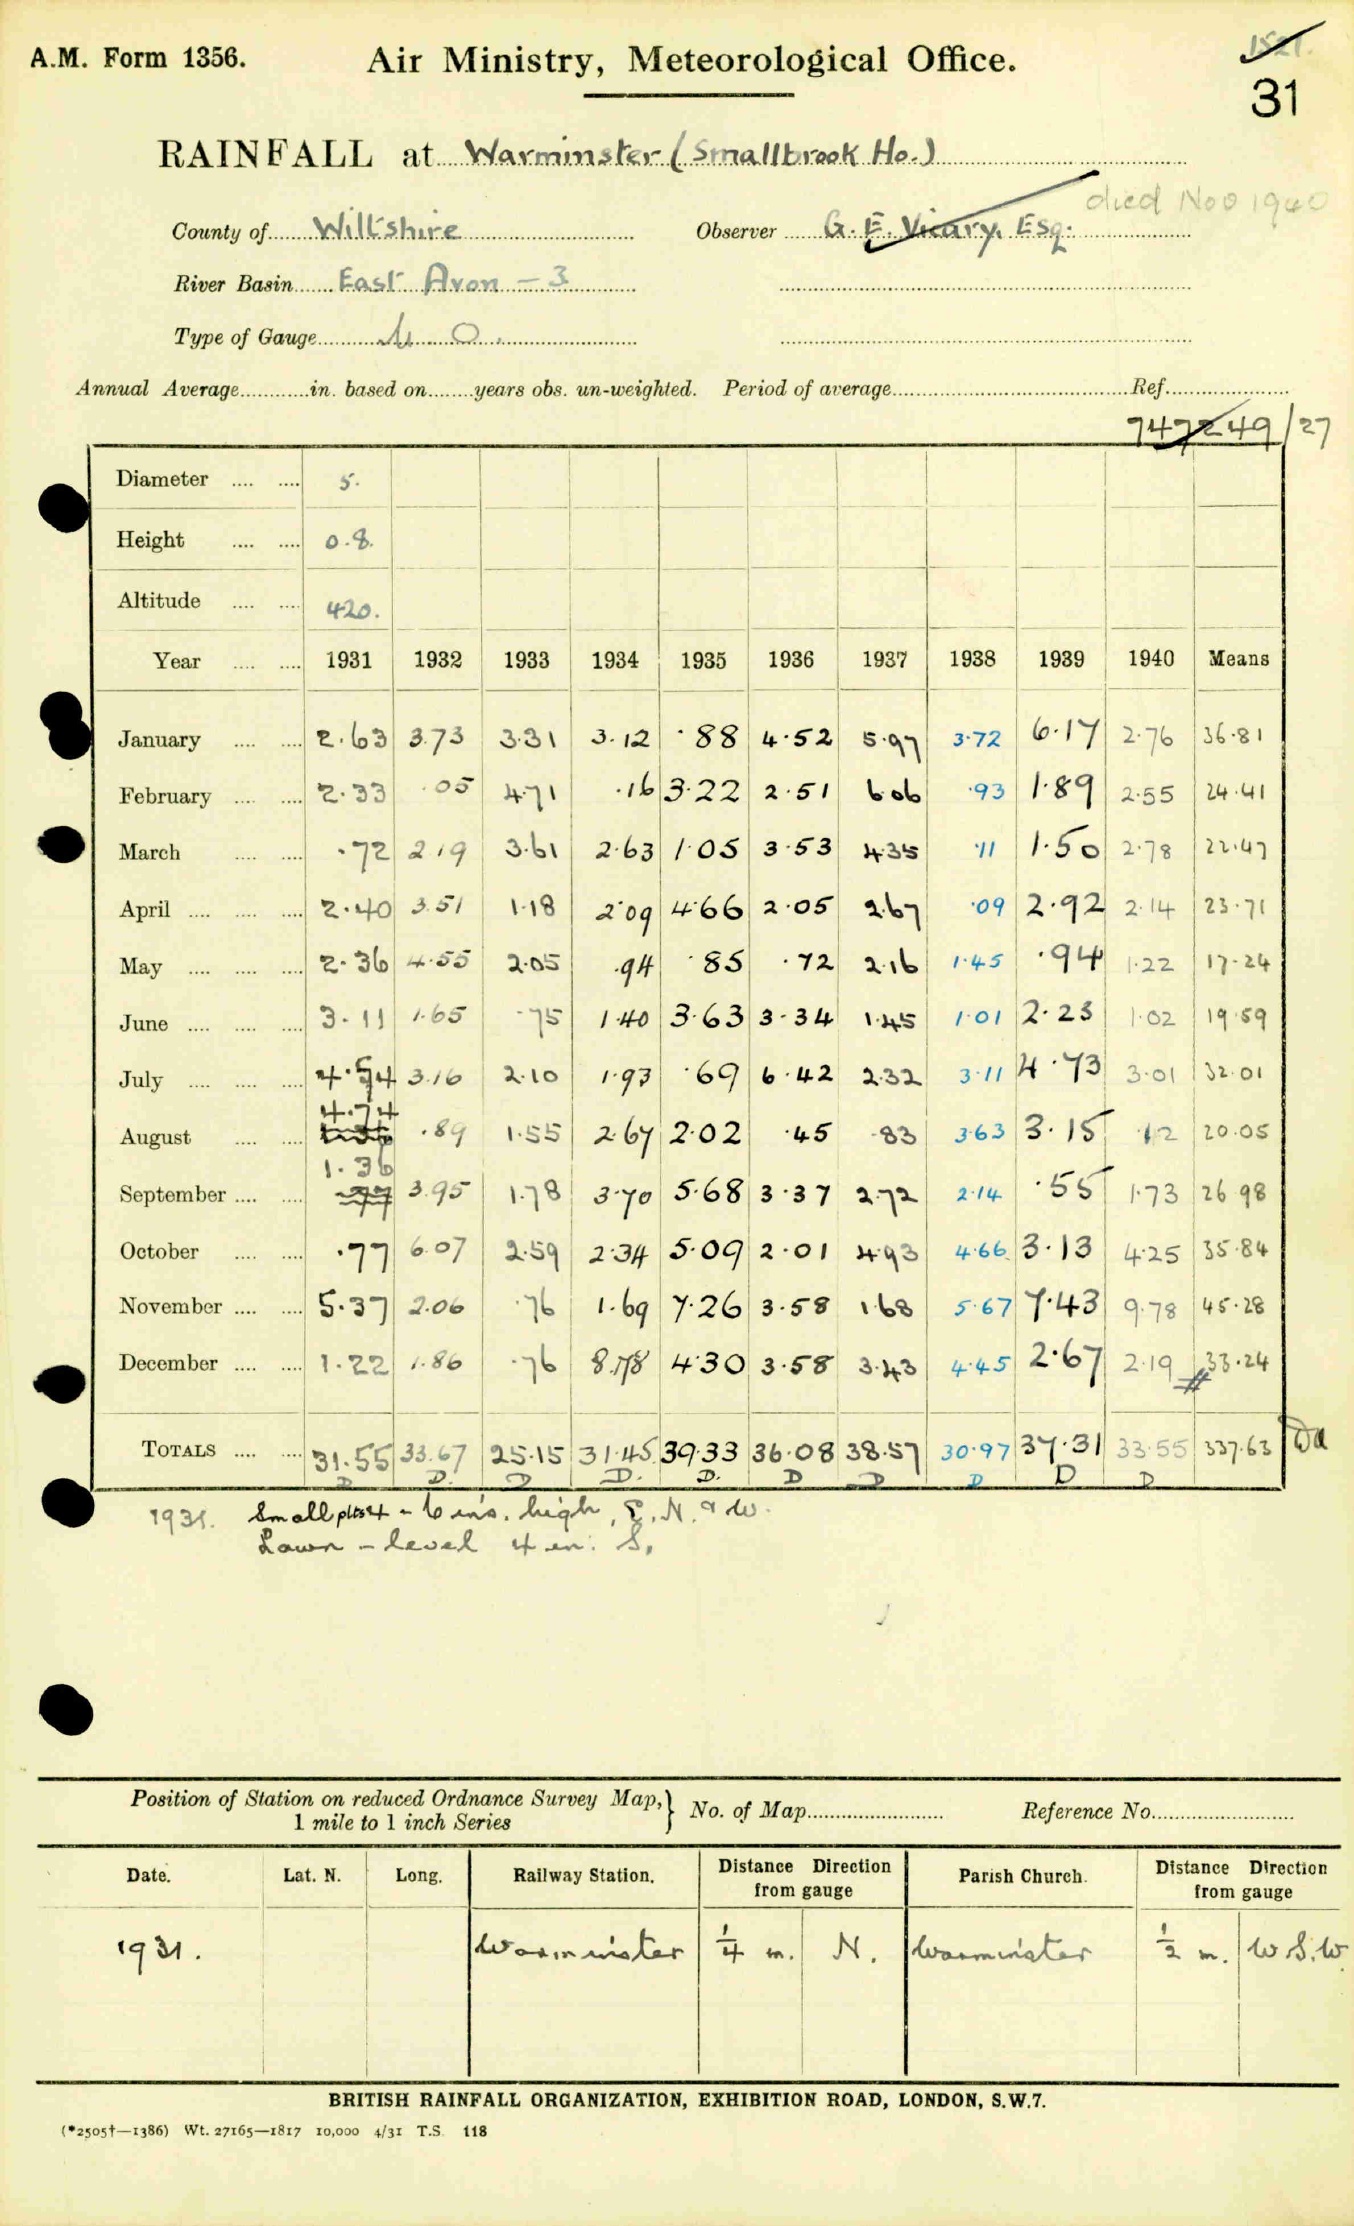 A.M. Form 1356.
Air Ministry, Meteorological Office.
31
RAINFALL at Warminster (Smallbrook Ho.)
died Nov 1940
County of Wiltshire Observer G. E. Vicary, Esq.
River Basin East Avon - 3
Type of Gauge M. O.
Annual Average in. based on years obs. un-weighted. Period of average Ref.
747249/27
Diameter 5.
Height 0.8.
Altitude 420.
Year 1931 1932 1933 1934 1935 1936 1937 1938 1939 1940 Means
January 2.63 3.73 3.31 3.12 .88 4.52 5.97 3.72 6.17 2.76 36.81
February 2.33 .05 4.71 .16 3.22 2.51 6.06 .93 1.89 2.55 24.41
March .72 2.19 3.61 2.63 1.05 3.53 4.35 .11 1.50 2.78 22.47
April 2.40 3.51 1.18 2.09 4.66 2.05 2.67 .09 2.92 2.14 23.71
May 2.36 4.55 2.05 .94 .85 .72 2.16 1.45 .94 1.22 17.24
June 3.11 1.65 .75 1.40 3.63 3.34 1.45 1.01 2.23 1.02 19.59
July 4.54 3.16 2.10 1.93 .69 6.42 2.32 3.11 4.73 3.01 32.01
August 4.74 .89 1.55 2.67 2.02 .45 .83 3.63 3.15 .12 20.05
September 1.36 3.95 1.78 3.70 5.68 3.37 2.72 2.14 .55 1.73 26.98
October .77 6.07 2.59 2.34 5.09 2.01 4.93 4.66 3.13 4.25 35.84
November 5.37 2.06 .76 1.69 7.26 3.58 1.68 5.67 7.43 9.78 45.28
December 1.22 1.86 .76 8.78 4.30 3.58 3.43 4.45 2.67 2.19 33.24
TOTALS 31.55 33.67 25.15 31.45 39.33 36.08 38.57 30.97 37.31 33.55 337.63
D D. D D. D. D D D D D
1931. Small plot - 6 ins. high, E. N. & W.
Lawn - level 4 in. S.
Position of Station on reduced Ordnance Survey Map, 1 mile to 1 inch Series No. of Map Reference No.
Date. Lat. N. Long. Railway Station. Distance Direction from gauge Parish Church. Distance Direction from gauge
1931. Warminster 1/4 m. N. Warminster 1/2 m. W S.W.
BRITISH RAINFALL ORGANIZATION, EXHIBITION ROAD, LONDON, S.W.7.
(*2505†—1386) Wt. 27165—1817 10,000 4/31 T.S. 118